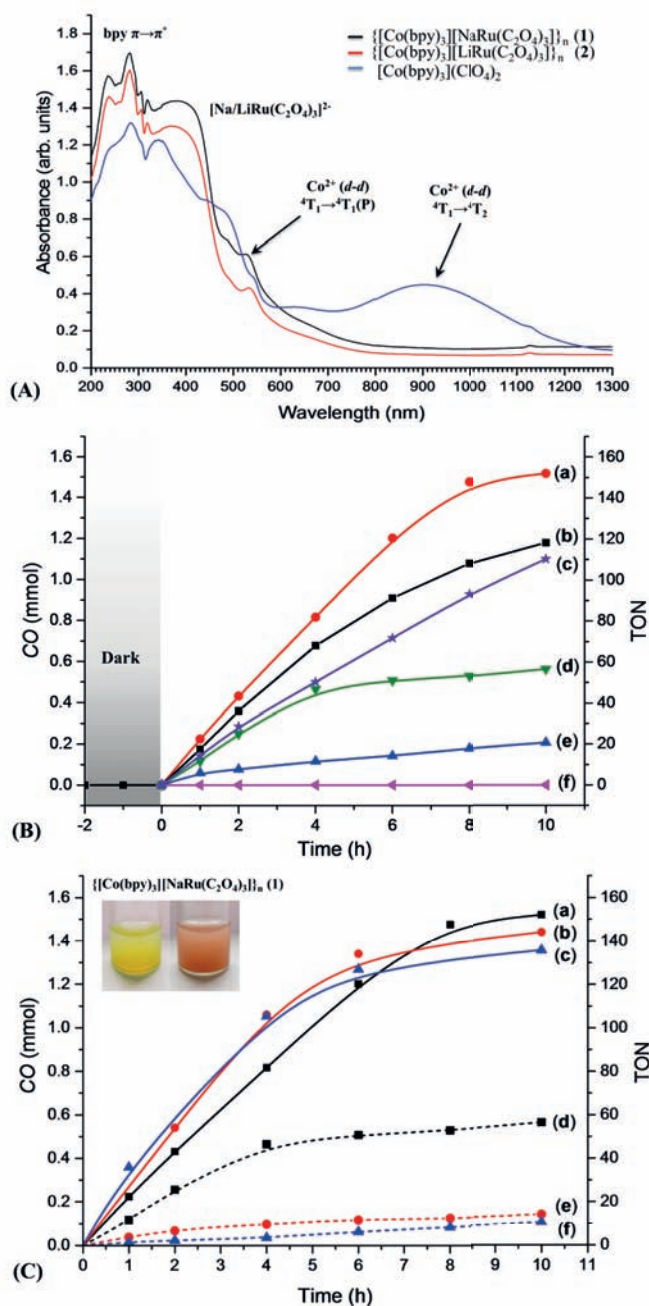 bpy π→π*
{[Co(bpy)₃][NaRu(C₂O₄)₃]}ₙ (1)
{[Co(bpy)₃][LiRu(C₂O₄)₃]}ₙ (2)
[Co(bpy)₃](ClO₄)₂
[Na/LiRu(C₂O₄)₃]²⁻
Co²⁺ (d-d)
⁴T₁→⁴T₁(P)
Co²⁺ (d-d)
⁴T₁→⁴T₂
Absorbance (arb. units)
1.8
1.6
1.4
1.2
1.0
0.8
0.6
0.4
0.2
0.0
200 300 400 500 600 700 800 900 1000 1100 1200 1300
Wavelength (nm)
(A)
CO (mmol)
1.6
1.4
1.2
1.0
0.8
0.6
0.4
0.2
0.0
Dark
(a)
(b)
(c)
(d)
(e)
(f)
160
140
120
100
80
60
40
20
0
TON
-2 0 2 4 6 8 10
Time (h)
(B)
{[Co(bpy)₃][NaRu(C₂O₄)₃]}ₙ (1)
CO (mmol)
1.6
1.4
1.2
1.0
0.8
0.6
0.4
0.2
0.0
(a)
(b)
(c)
(d)
(e)
(f)
160
140
120
100
80
60
40
20
0
TON
0 1 2 3 4 5 6 7 8 9 10 11
Time (h)
(C)